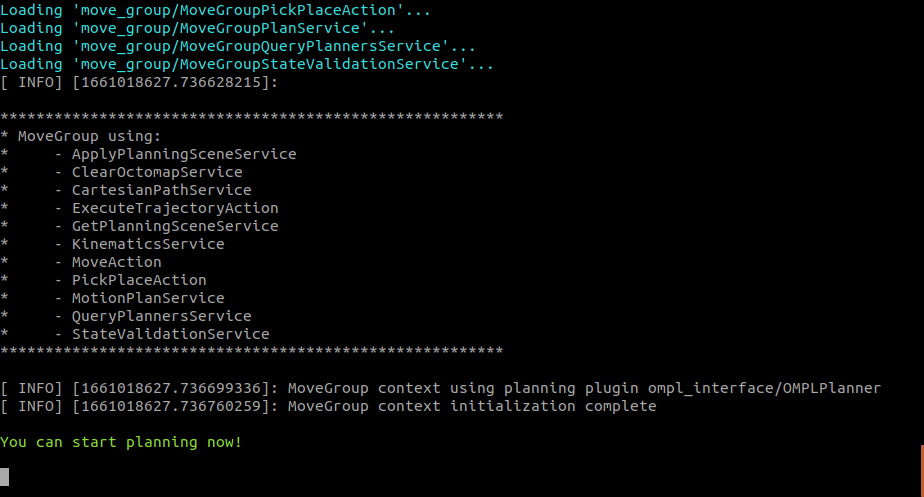 Loading 'move_group/MoveGroupPickPlaceAction'...
Loading 'move_group/MoveGroupPlanService'...
Loading 'move_group/MoveGroupQueryPlannersService'...
Loading 'move_group/MoveGroupStateValidationService'...
[ INFO] [1661018627.736628215]:
********************************************************
* MoveGroup using:
*     - ApplyPlanningSceneService
*     - ClearOctomapService
*     - CartesianPathService
*     - ExecuteTrajectoryAction
*     - GetPlanningSceneService
*     - KinematicsService
*     - MoveAction
*     - PickPlaceAction
*     - MotionPlanService
*     - QueryPlannersService
*     - StateValidationService
********************************************************
[ INFO] [1661018627.736699336]: MoveGroup context using planning plugin ompl_interface/OMPLPlanner
[ INFO] [1661018627.736760259]: MoveGroup context initialization complete
You can start planning now!